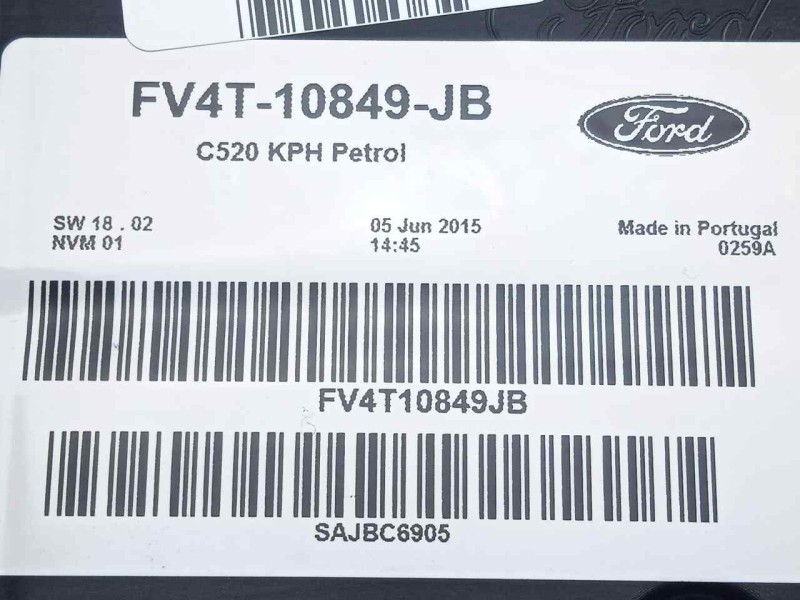 Ford
FV4T-10849-JB
Ford
C520 KPH Petrol
SW 18 . 02
NVM 01
05 Jun 2015
14:45
Made in Portugal
0259A
FV4T10849JB
SAJBC6905